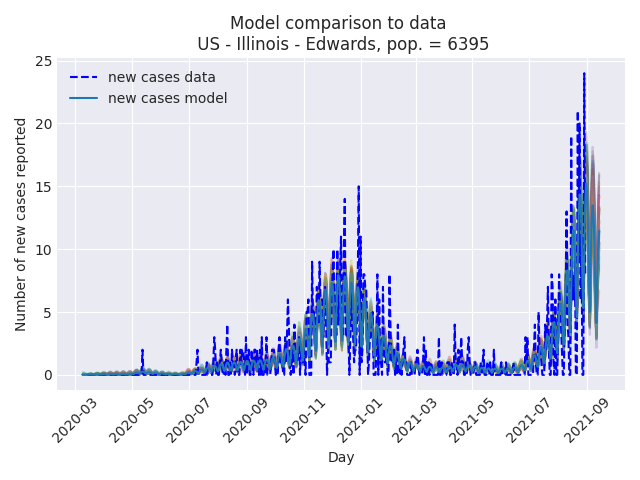 Model comparison to data
US - Illinois - Edwards, pop. = 6395
new cases data
new cases model
Number of new cases reported
25
20
15
10
5
0
2020-03
2020-05
2020-07
2020-09
2020-11
2021-01
2021-03
2021-05
2021-07
2021-09
Day